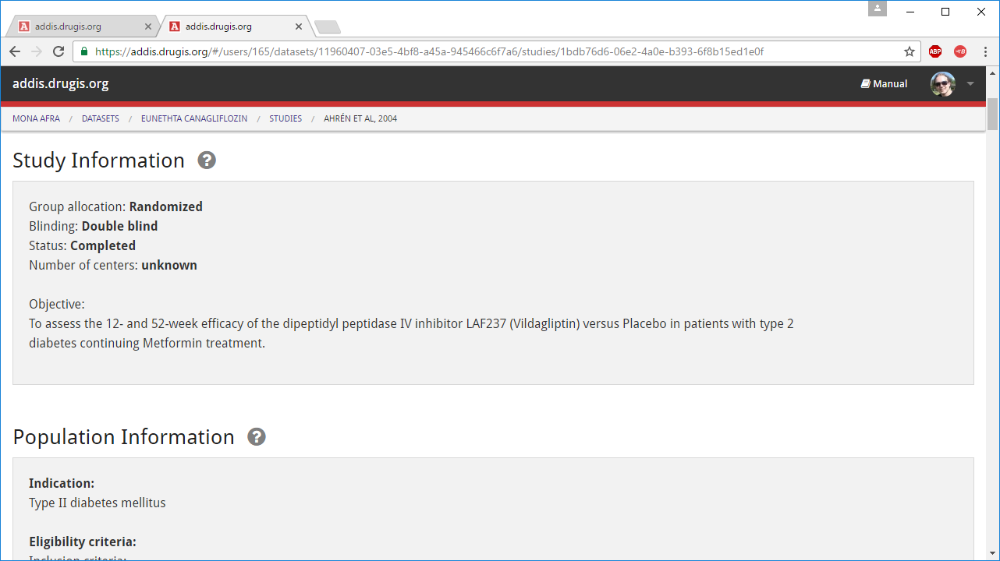 addis.drugis.org
addis.drugis.org
https://addis.drugis.org/#/users/165/datasets/11960407-03e5-4bf8-a45a-945466c6f7a6/studies/1bdb76d6-06e2-4a0e-b393-6f8b15ed1e0f
ABP
addis.drugis.org
Manual
MONA AFRA / DATASETS / EUNETHTA CANAGLIFLOZIN / STUDIES / AHRÉN ET AL, 2004
Study Information ?
Group allocation: Randomized
Blinding: Double blind
Status: Completed
Number of centers: unknown
Objective:
To assess the 12- and 52-week efficacy of the dipeptidyl peptidase IV inhibitor LAF237 (Vildagliptin) versus Placebo in patients with type 2
diabetes continuing Metformin treatment.
Population Information ?
Indication:
Type II diabetes mellitus
Eligibility criteria:
Inclusion criteria: